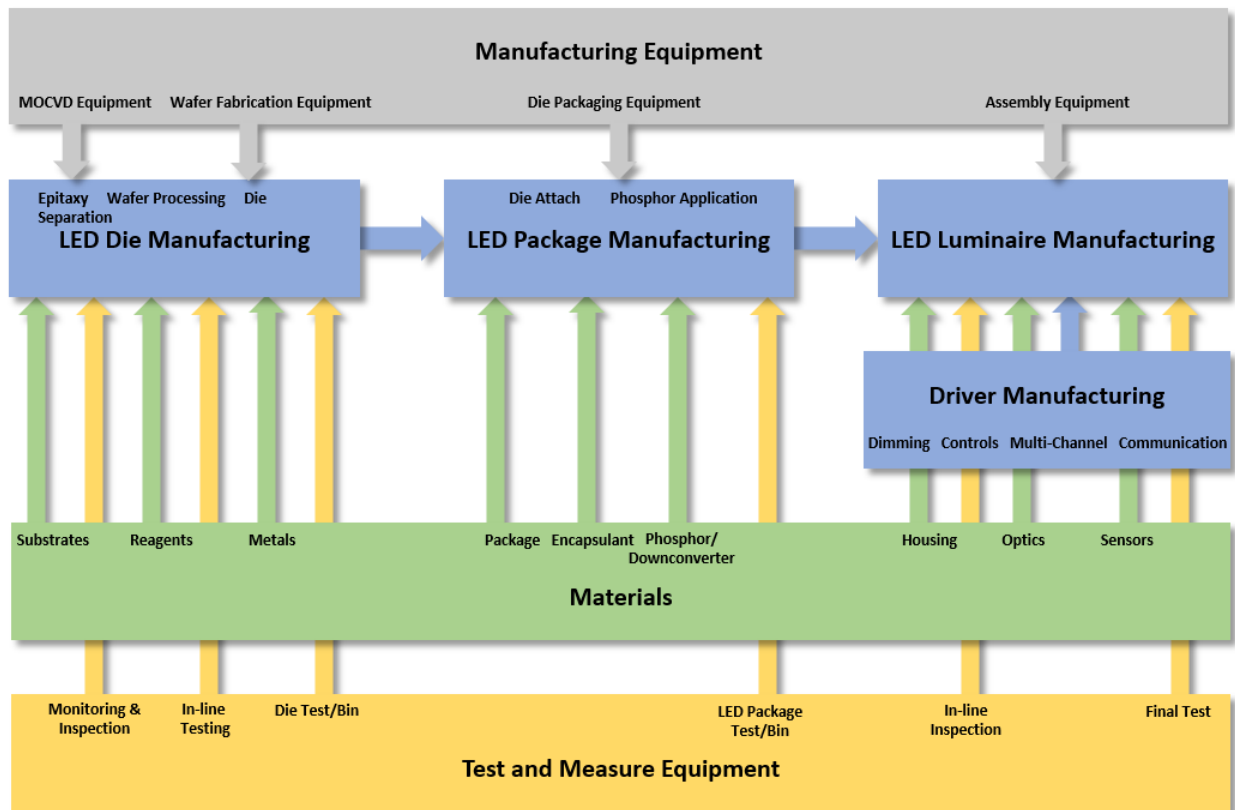 Manufacturing Equipment
MOCVD Equipment
Wafer Fabrication Equipment
Die Packaging Equipment
Assembly Equipment
Epitaxy Wafer Processing Die
Separation
LED Die Manufacturing
Die Attach
Phosphor Application
LED Package Manufacturing
LED Luminaire Manufacturing
Driver Manufacturing
Dimming Controls Multi-Channel Communication
Substrates
Reagents
Metals
Package
Encapsulant
Phosphor/
Downconverter
Housing
Optics
Sensors
Materials
Monitoring &
Inspection
In-line
Testing
Die Test/Bin
LED Package
Test/Bin
In-line
Inspection
Final Test
Test and Measure Equipment